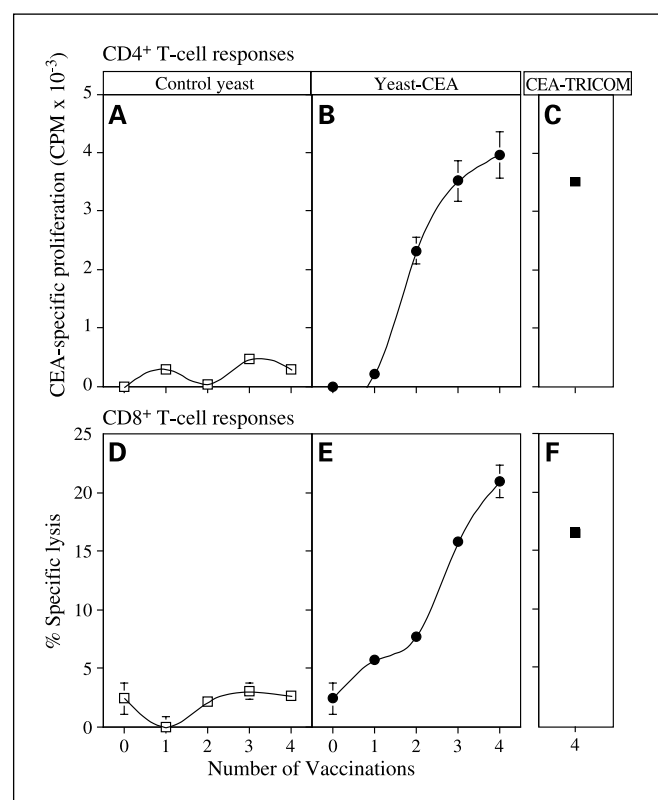 CD4⁺ T-cell responses
Control yeast Yeast-CEA CEA-TRICOM
CEA-specific proliferation (CPM x 10⁻³)
5
4
3
2
1
0
A B C
CD8⁺ T-cell responses
% Specific lysis
25
20
15
10
5
0
D E F
0 1 2 3 4 0 1 2 3 4 4
Number of Vaccinations